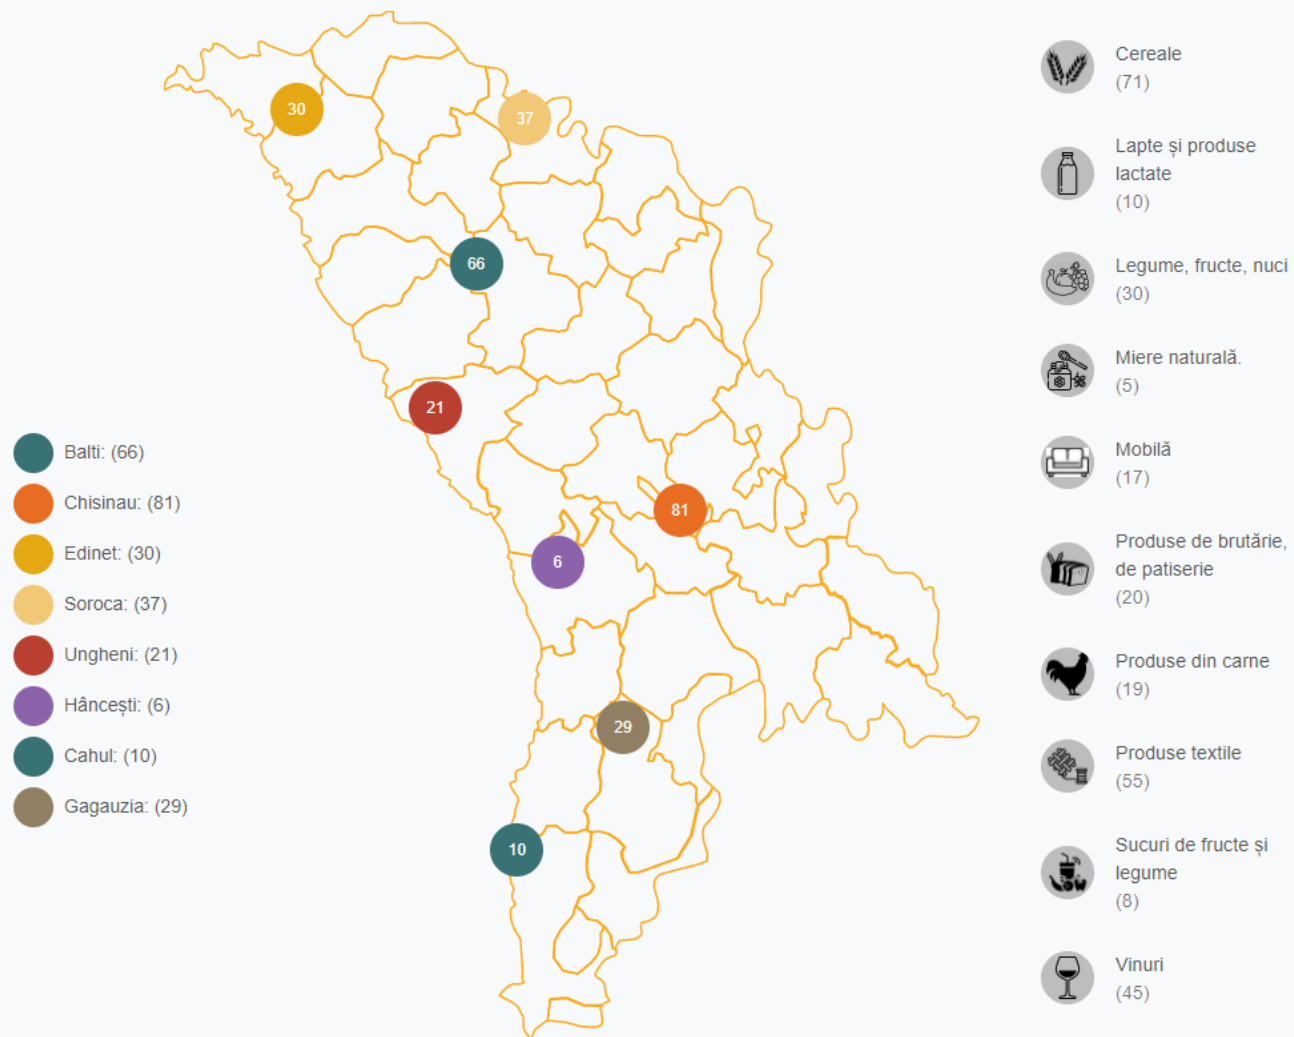 30
37
66
21
81
6
29
10
Balti: (66)
Chisinau: (81)
Edinet: (30)
Soroca: (37)
Ungheni: (21)
Hâncești: (6)
Cahul: (10)
Gagauzia: (29)
Cereale
(71)
Lapte și produse
lactate
(10)
Legume, fructe, nuci
(30)
Miere naturală.
(5)
Mobilă
(17)
Produse de brutărie,
de patiserie
(20)
Produse din carne
(19)
Produse textile
(55)
Sucuri de fructe și
legume
(8)
Vinuri
(45)